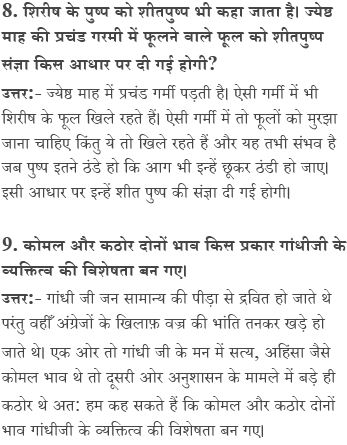 8. शिरीष के पुष्प को शीतपुष्प भी कहा जाता है। ज्येष्ठ
माह की प्रचंड गरमी में फूलने वाले फूल को शीतपुष्प
संज्ञा किस आधार पर दी गई होगी?
उत्तर:- ज्येष्ठ माह में प्रचंड गर्मी पड़ती है। ऐसी गर्मी में भी
शिरीष के फूल खिले रहते हैं। ऐसी गर्मी में तो फूलों को मुरझा
जाना चाहिए किंतु ये तो खिले रहते हैं और यह तभी संभव है
जब पुष्प इतने ठंडे हो कि आग भी इन्हें छूकर ठंडी हो जाए।
इसी आधार पर इन्हें शीत पुष्प की संज्ञा दी गई होगी।
9. कोमल और कठोर दोनों भाव किस प्रकार गांधीजी के
व्यक्तित्व की विशेषता बन गए।
उत्तर:- गांधी जी जन सामान्य की पीड़ा से द्रवित हो जाते थे
परंतु वहीँ अंग्रेजों के खिलाफ़ वज्र की भांति तनकर खड़े हो
जाते थे। एक ओर तो गांधी जी के मन में सत्य, अहिंसा जैसे
कोमल भाव थे तो दूसरी ओर अनुशासन के मामले में बड़े ही
कठोर थे अत: हम कह सकते हैं कि कोमल और कठोर दोनों
भाव गांधीजी के व्यक्तित्व की विशेषता बन गए।